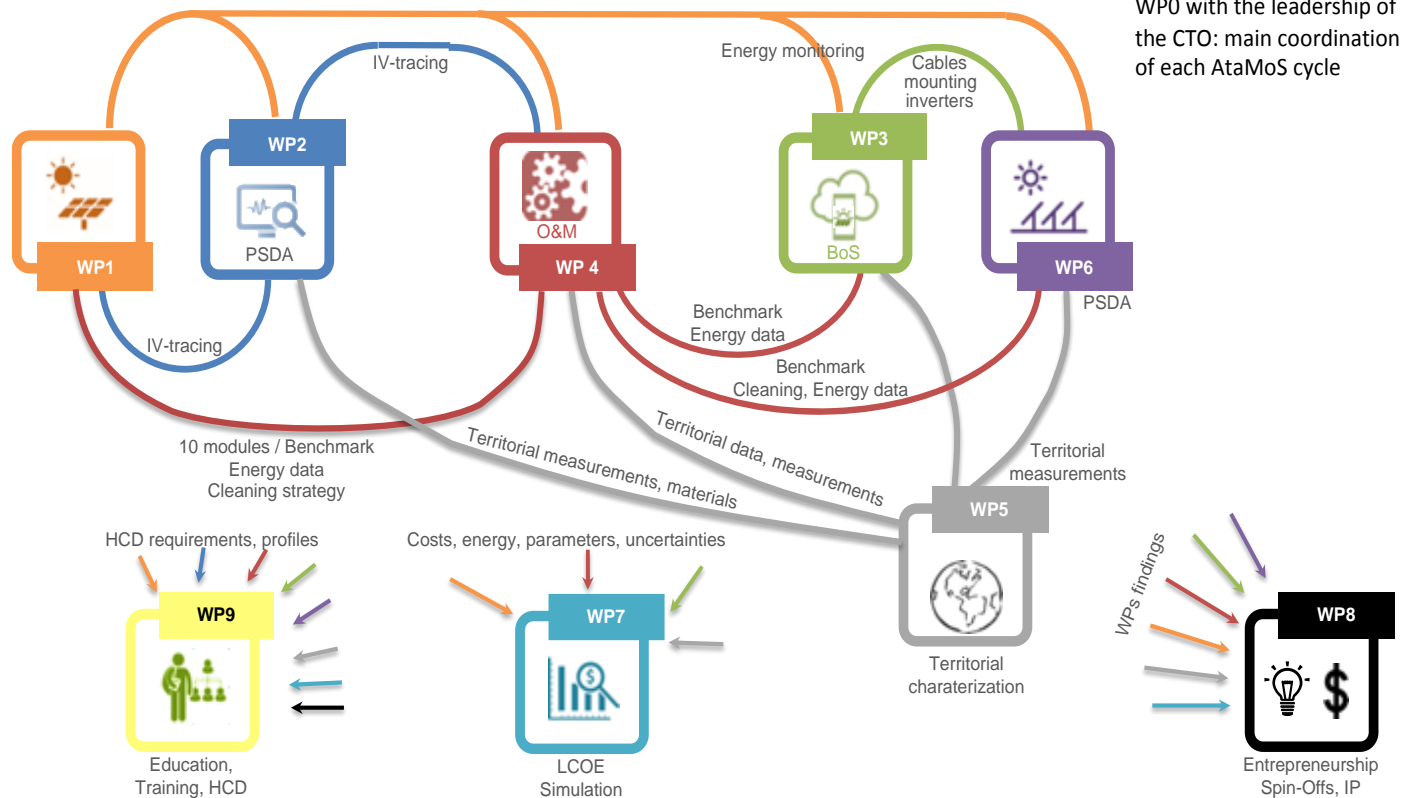 WP0 with the leadership of
the CTO: main coordination
of each AtaMoS cycle
Energy monitoring
IV-tracing
Cables
mounting
inverters
WP2
WP3
O&M
PSDA
BoS
WP1
WP 4
WP6
PSDA
IV-tracing
Benchmark
Energy data
Benchmark
Cleaning, Energy data
10 modules / Benchmark
Energy data
Cleaning strategy
Territorial measurements, materials
Territorial data, measurements
Territorial
measurements
WP5
Territorial
charaterization
HCD requirements, profiles
WP9
Education,
Training, HCD
Costs, energy, parameters, uncertainties
WP7
$
LCOE
Simulation
WPs findings
WP8
$
Entrepreneurship
Spin-Offs, IP